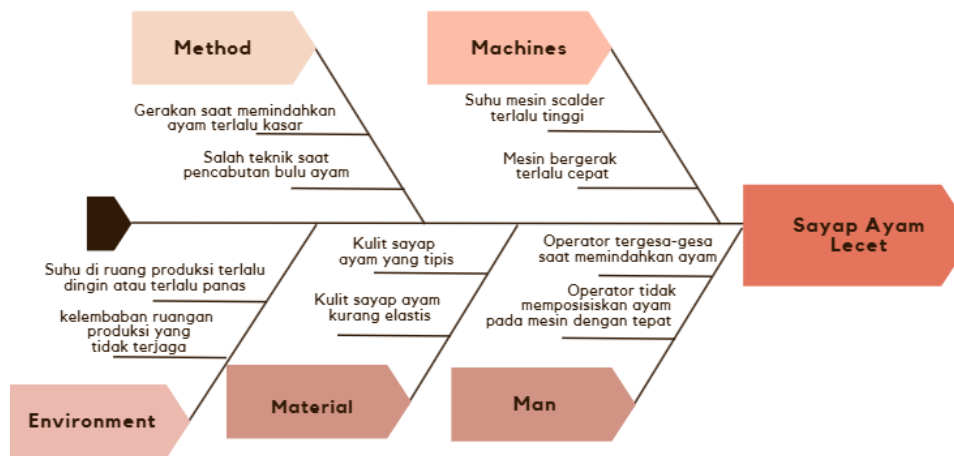 Method
Machines
Gerakan saat memindahkan
ayam terlalu kasar
Salah teknik saat
pencabutan bulu ayam
Suhu mesin scalder
terlalu tinggi
Mesin bergerak
terlalu cepat
Sayap Ayam
Lecet
Suhu di ruang produksi terlalu
dingin atau terlalu panas
kelembaban ruangan
produksi yang
tidak terjaga
Kulit sayap
ayam yang tipis
Kulit sayap ayam
kurang elastis
Operator tergesa-gesa
saat memindahkan ayam
Operator tidak
memposisiskan ayam
pada mesin dengan tepat
Environment
Material
Man